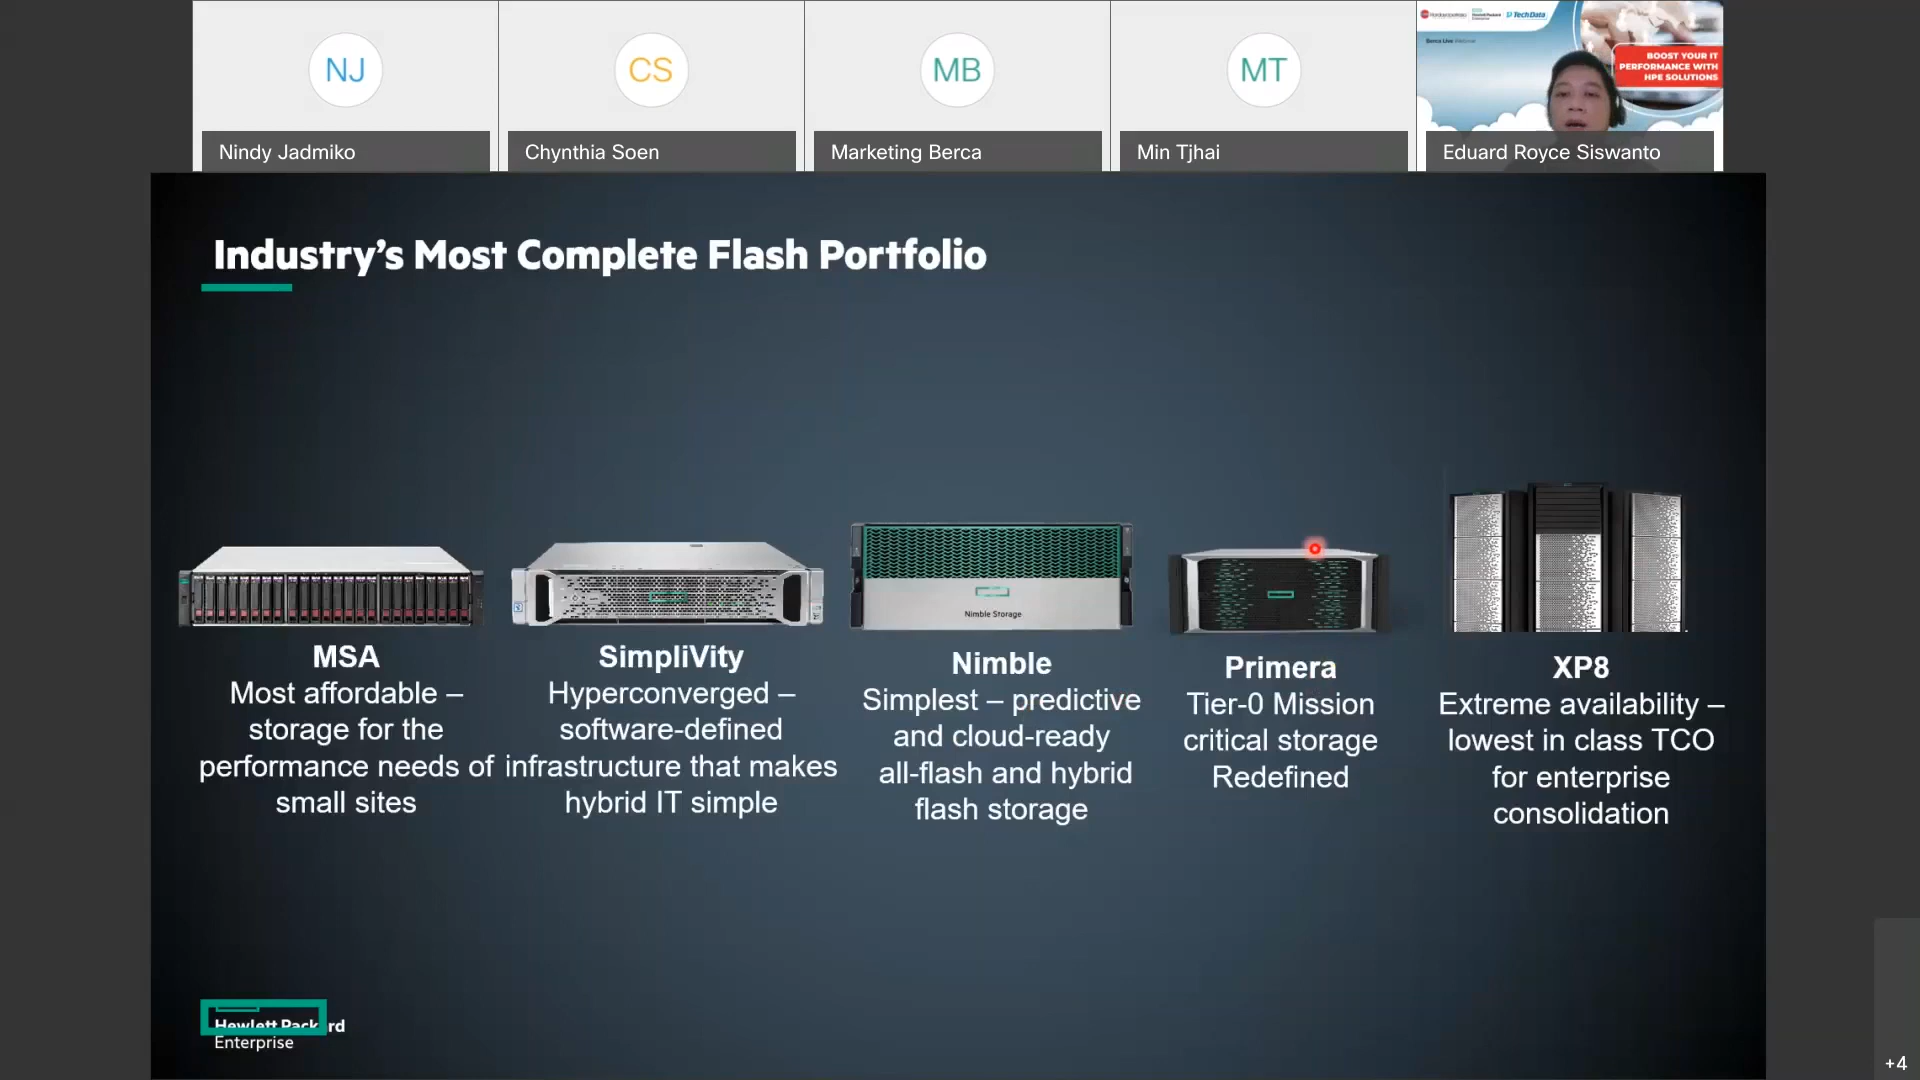 NJ
CS
MB
MT
Nindy Jadmiko
Chynthia Soen
Marketing Berca
Min Tjhai
Eduard Royce Siswanto
TechData
BOOST YOUR IT
PERFORMANCE WITH
HPE SOLUTIONS
Industry’s Most Complete Flash Portfolio
Nimble Storage
MSA
Most affordable –
storage for the
performance needs of
small sites
SimpliVity
Hyperconverged –
software-defined
infrastructure that makes
hybrid IT simple
Nimble
Simplest – predictive
and cloud-ready
all-flash and hybrid
flash storage
Primera
Tier-0 Mission
critical storage
Redefined
XP8
Extreme availability –
lowest in class TCO
for enterprise
consolidation
Hewlett Packard
Enterprise
+4